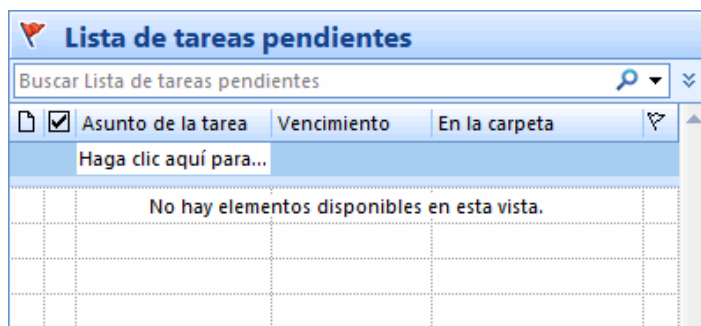 Lista de tareas pendientes
Buscar Lista de tareas pendientes
Asunto de la tarea Vencimiento En la carpeta
Haga clic aquí para...
No hay elementos disponibles en esta vista.